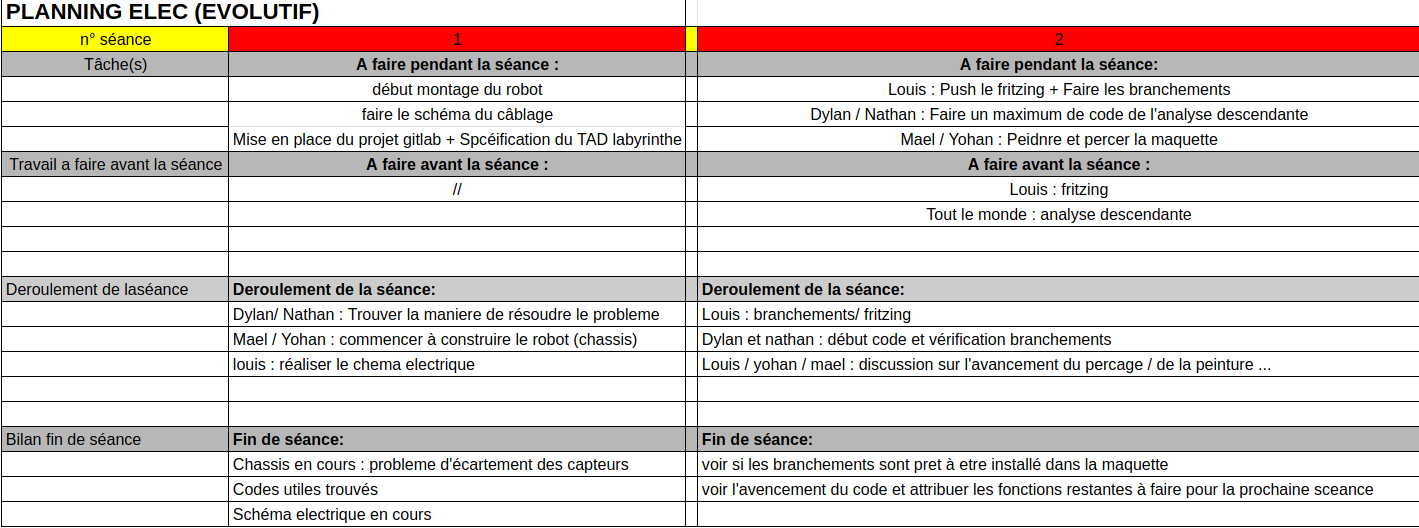 PLANNING ELEC (EVOLUTIF)
n° séance 1 2
Tâche(s) A faire pendant la séance : A faire pendant la séance:
début montage du robot Louis : Push le fritzing + Faire les branchements
faire le schéma du câblage Dylan / Nathan : Faire un maximum de code de l'analyse descendante
Mise en place du projet gitlab + Spcéification du TAD labyrinthe Mael / Yohan : Peidnre et percer la maquette
Travail a faire avant la séance A faire avant la séance : A faire avant la séance :
// Louis : fritzing
Tout le monde : analyse descendante
Deroulement de laséance Deroulement de la séance: Deroulement de la séance:
Dylan/ Nathan : Trouver la maniere de résoudre le probleme Louis : branchements/ fritzing
Mael / Yohan : commencer à construire le robot (chassis) Dylan et nathan : début code et vérification branchements
louis : réaliser le chema electrique Louis / yohan / mael : discussion sur l'avancement du percage / de la peinture ...
Bilan fin de séance Fin de séance: Fin de séance:
Chassis en cours : probleme d'écartement des capteurs voir si les branchements sont pret à etre installé dans la maquette
Codes utiles trouvés voir l'avencement du code et attribuer les fonctions restantes à faire pour la prochaine sceance
Schéma electrique en cours